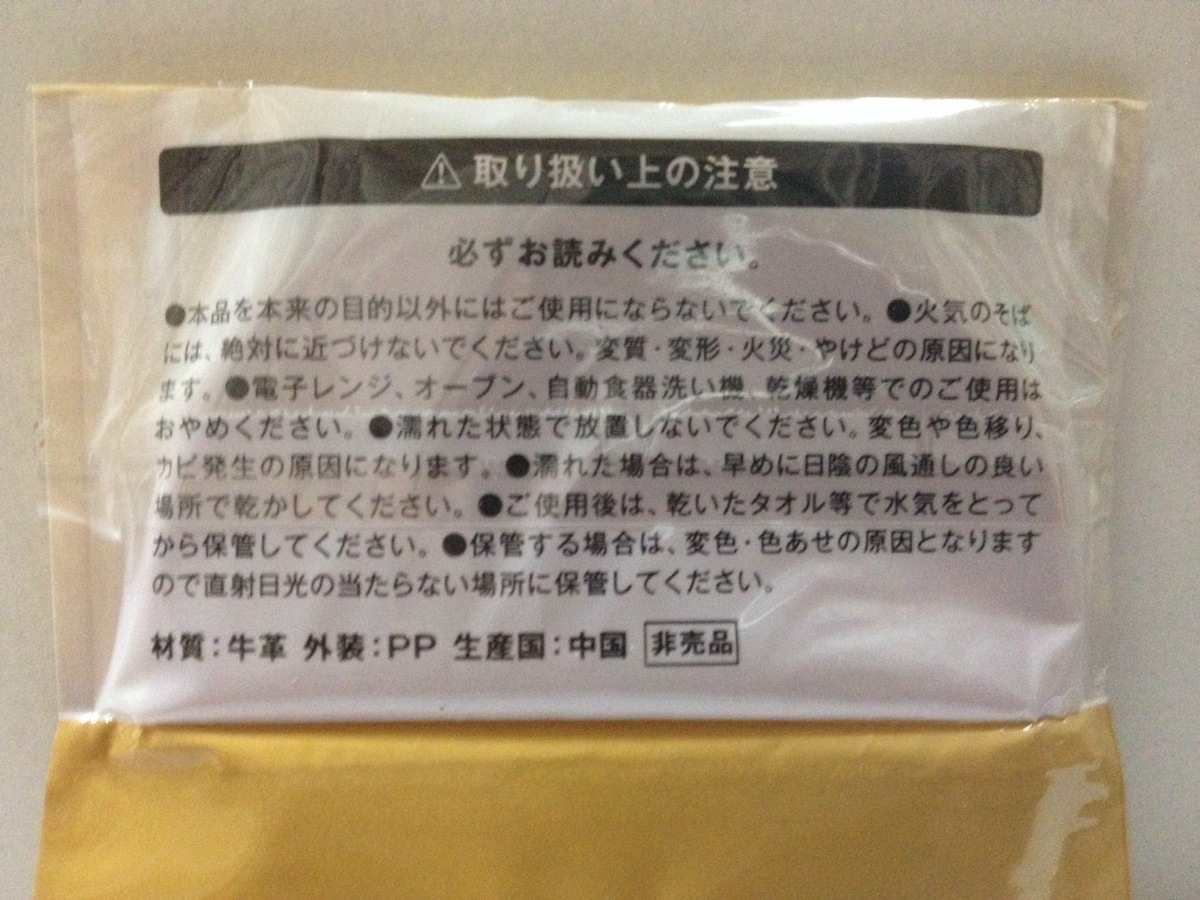 ⚠取り扱い上の注意
必ずお読みください。
●本品を本来の目的以外にはご使用にならないでください。●火気のそば
には、絶対に近づけないでください。変質・変形・火災・やけどの原因になり
ます。●電子レンジ、オーブン、自動食器洗い機、乾燥機等でのご使用は
おやめください。●濡れた状態で放置しないでください。変色や色移り、
カビ発生の原因になります。●濡れた場合は、早めに日陰の風通しの良い
場所で乾かしてください。●ご使用後は、乾いたタオル等で水気をとって
から保管してください。●保管する場合は、変色・色あせの原因となります
ので直射日光の当たらない場所に保管してください。
材質：牛革 外装：PP 生産国：中国 非売品